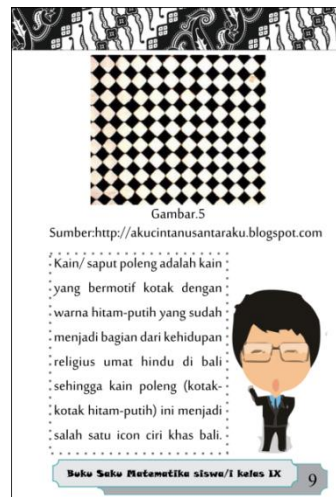 Gambar.5
Sumber:http://akucintanusantaraku.blogspot.com
Kain/ saput poleng adalah kain
yang bermotif kotak dengan
warna hitam-putih yang sudah
menjadi bagian dari kehidupan
religius umat hindu di bali
sehingga kain poleng (kotak-
kotak hitam-putih) ini menjadi
salah satu icon ciri khas bali.
Buku Saku Matematika siswa/i kelas IX
9